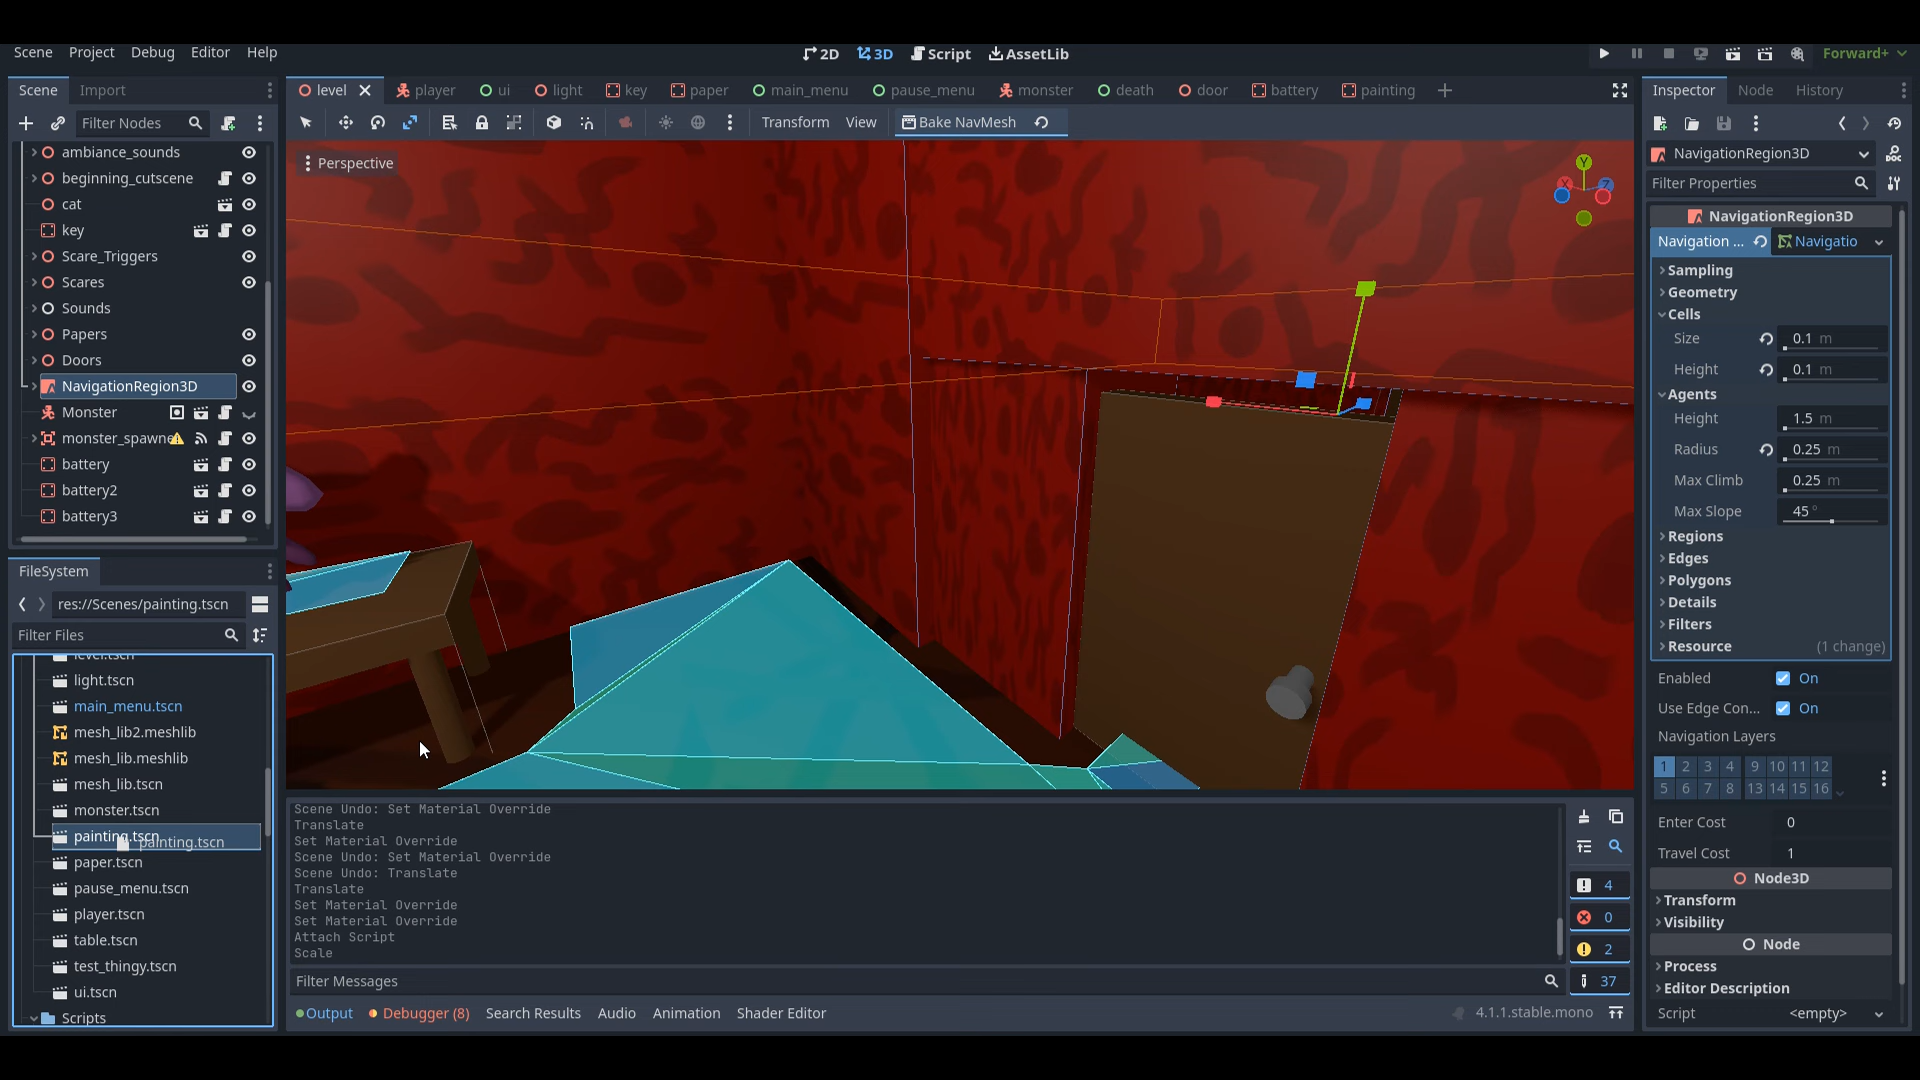 Scene Project Debug Editor Help
2D 3D Script AssetLib
Forward+
Scene Import
level player ui light key paper main_menu pause_menu monster death door battery painting
Inspector Node History
Filter Nodes
Transform View Bake NavMesh
Perspective
ambiance_sounds
beginning_cutscene
cat
key
Scare_Triggers
Scares
Sounds
Papers
Doors
NavigationRegion3D
Monster
monster_spawne
battery
battery2
battery3
Y
Z
FileSystem
res://Scenes/painting.tscn
Filter Files
light.tscn
main_menu.tscn
mesh_lib2.meshlib
mesh_lib.meshlib
mesh_lib.tscn
monster.tscn
painting.tscn
painting.tscn
paper.tscn
pause_menu.tscn
player.tscn
table.tscn
test_thingy.tscn
ui.tscn
Scripts
Scene Undo: Set Material Override
Translate
Set Material Override
Scene Undo: Set Material Override
Scene Undo: Translate
Translate
Set Material Override
Set Material Override
Attach Script
Scale
4
0
2
37
Filter Messages
Output Debugger (8) Search Results Audio Animation Shader Editor
4.1.1.stable.mono
NavigationRegion3D
Filter Properties
NavigationRegion3D
Navigation ... Navigatio
Sampling
Geometry
Cells
Size 0.1 m
Height 0.1 m
Agents
Height 1.5 m
Radius 0.25 m
Max Climb 0.25 m
Max Slope 45 °
Regions
Edges
Polygons
Details
Filters
Resource (1 change)
Enabled On
Use Edge Con... On
Navigation Layers
1 2 3 4 9 10 11 12
5 6 7 8 13 14 15 16
Enter Cost 0
Travel Cost 1
Node3D
Transform
Visibility
Node
Process
Editor Description
Script <empty>